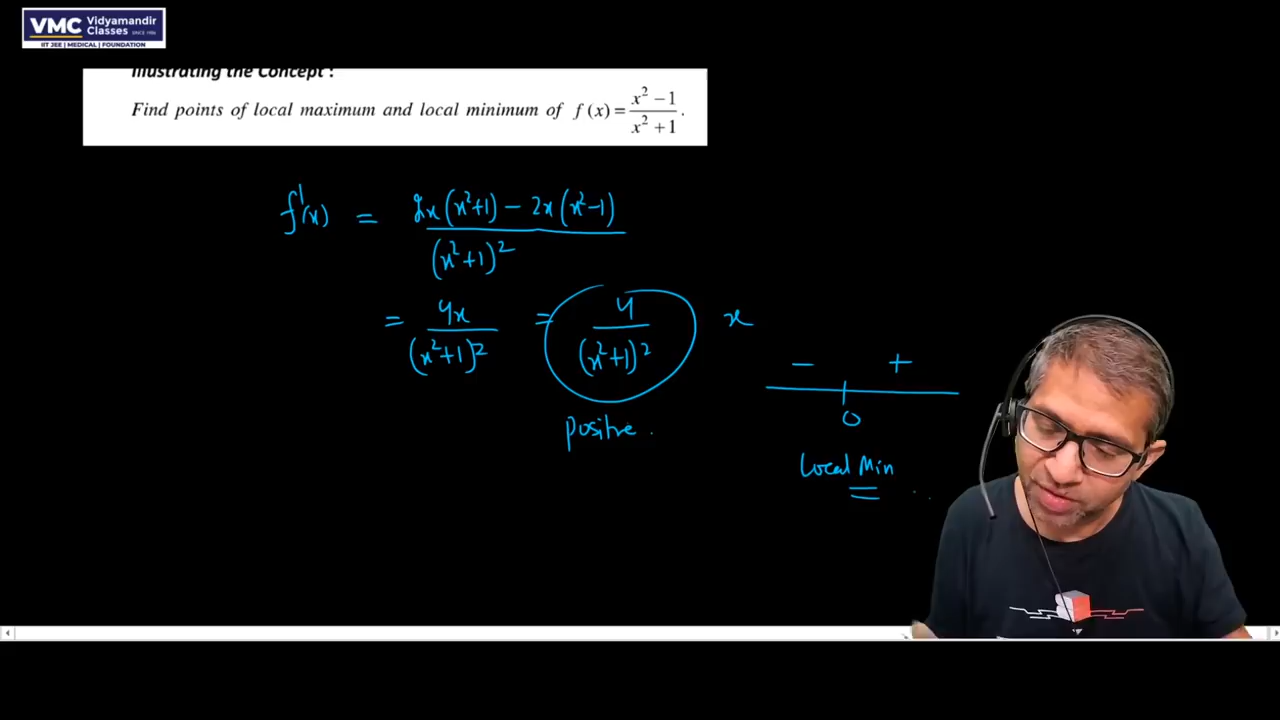 VMC Vidyamandir Classes SINCE 1986
IIT JEE | MEDICAL | FOUNDATION
Illustrating the Concept :
Find points of local maximum and local minimum of f (x) = (x² − 1)/(x² + 1).
f'(x) = (2x(x²+1) − 2x(x²−1))/(x²+1)²
= 4x/(x²+1)² = 4/(x²+1)² x
− +
0
Positive.
Local Min